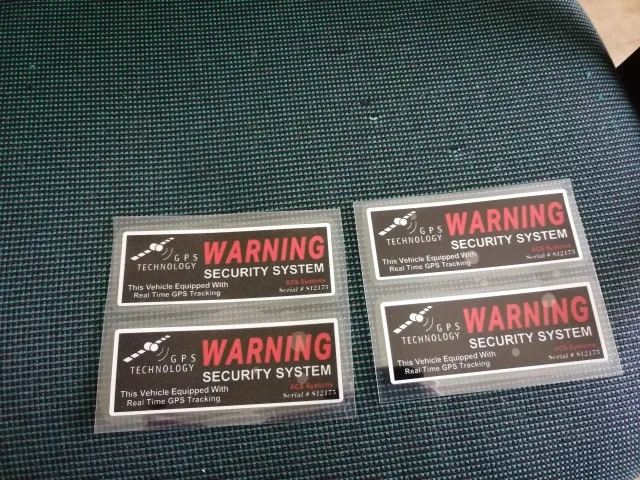 GPS
TECHNOLOGY
WARNING
SECURITY SYSTEM
This Vehicle Equipped With
Real Time GPS Tracking
ACS Systems
Serial # S12175
GPS
TECHNOLOGY
WARNING
SECURITY SYSTEM
This Vehicle Equipped With
Real Time GPS Tracking
ACS Systems
Serial # S12175
GPS
TECHNOLOGY
WARNING
SECURITY SYSTEM
This Vehicle Equipped With
Real Time GPS Tracking
ACS Systems
Serial # S12175
GPS
TECHNOLOGY
WARNING
SECURITY SYSTEM
This Vehicle Equipped With
Real Time GPS Tracking
ACS Systems
Serial # S12175